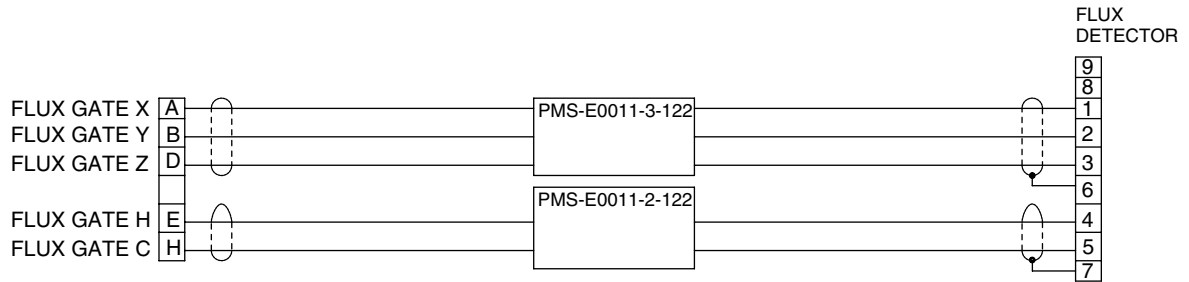 FLUX
DETECTOR
9
8
FLUX GATE X A PMS-E0011-3-122 1
FLUX GATE Y B 2
FLUX GATE Z D 3
6
PMS-E0011-2-122
FLUX GATE H E 4
FLUX GATE C H 5
7